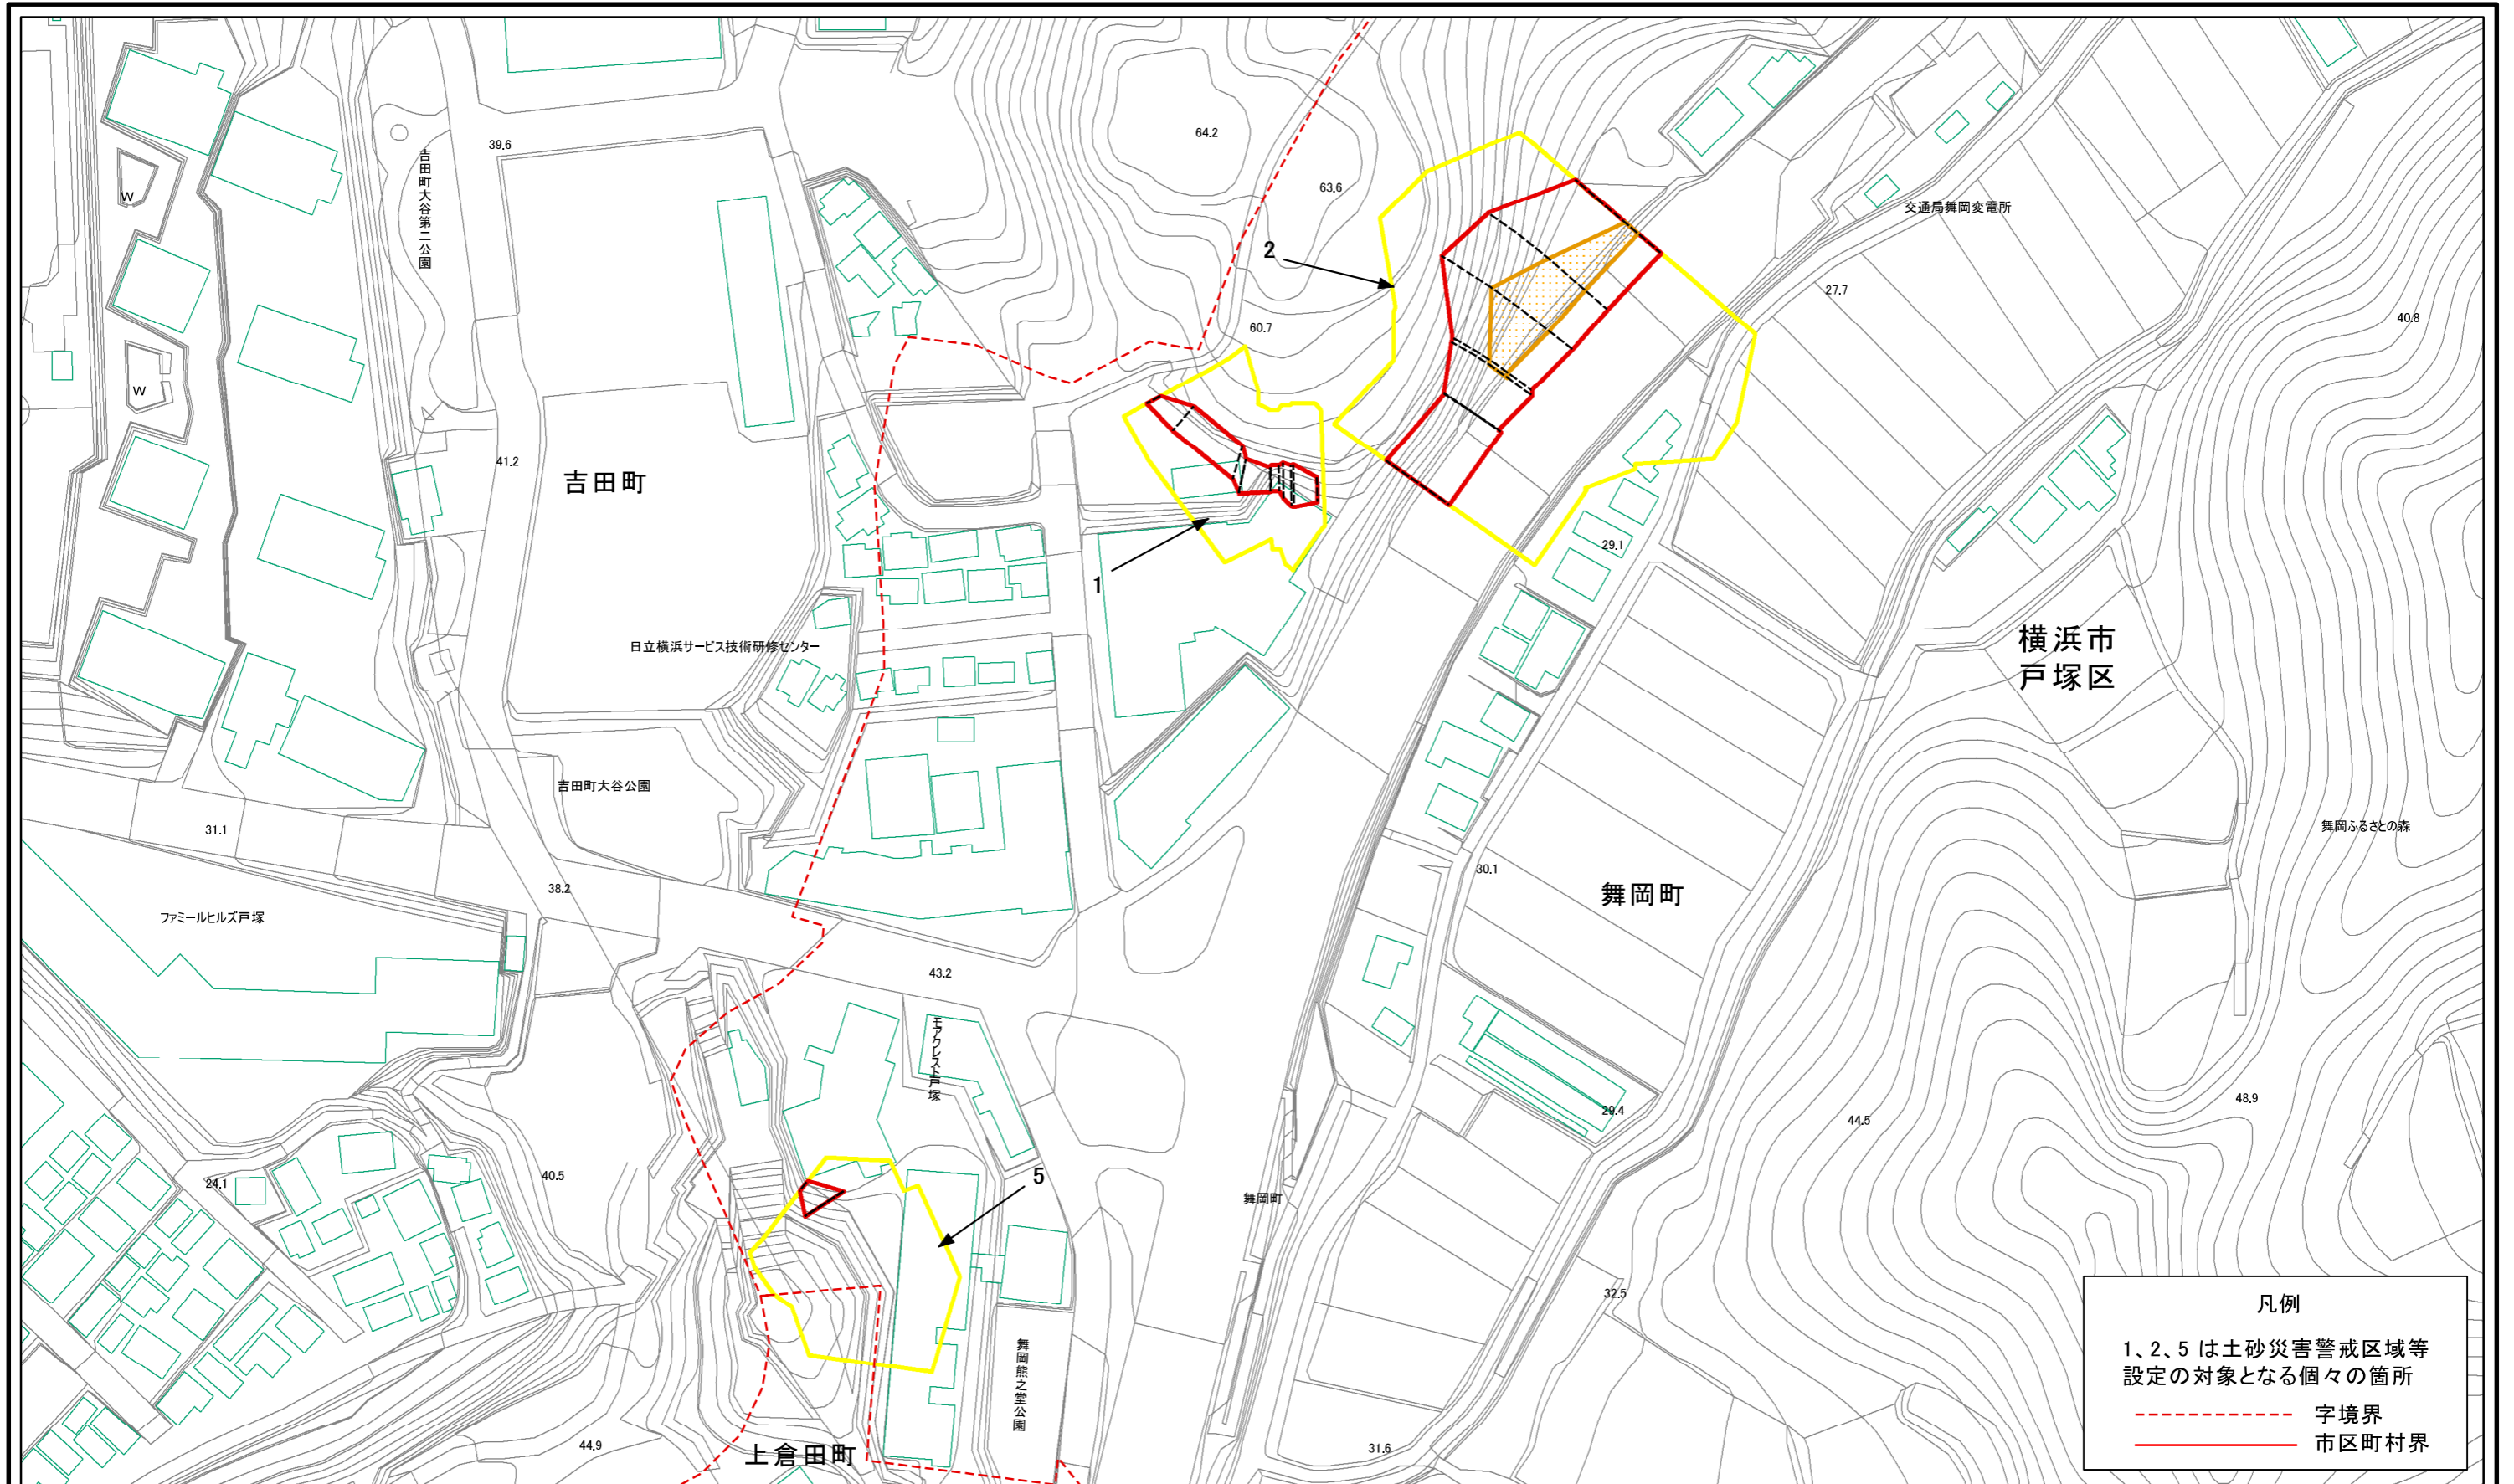 64.2
39.6
吉田町大谷第二公園
W
63.6
交通局舞岡変電所
2
27.7
60.7
40.8
W
41.2
吉田町
29.1
1
日立横浜サービス技術研修センター
横浜市
戸塚区
吉田町大谷公園
31.1
舞岡ふるさとの森
30.1
38.2
舞岡町
ファミールヒルズ戸塚
43.2
モアクレスト戸塚
48.9
29.4
44.5
40.5
5
24.1
舞岡町
32.5
舞岡熊之堂公園
44.9
上倉田町
31.6
凡例
1、2、5 は土砂災害警戒区域等
設定の対象となる個々の箇所
字境界
市区町村界